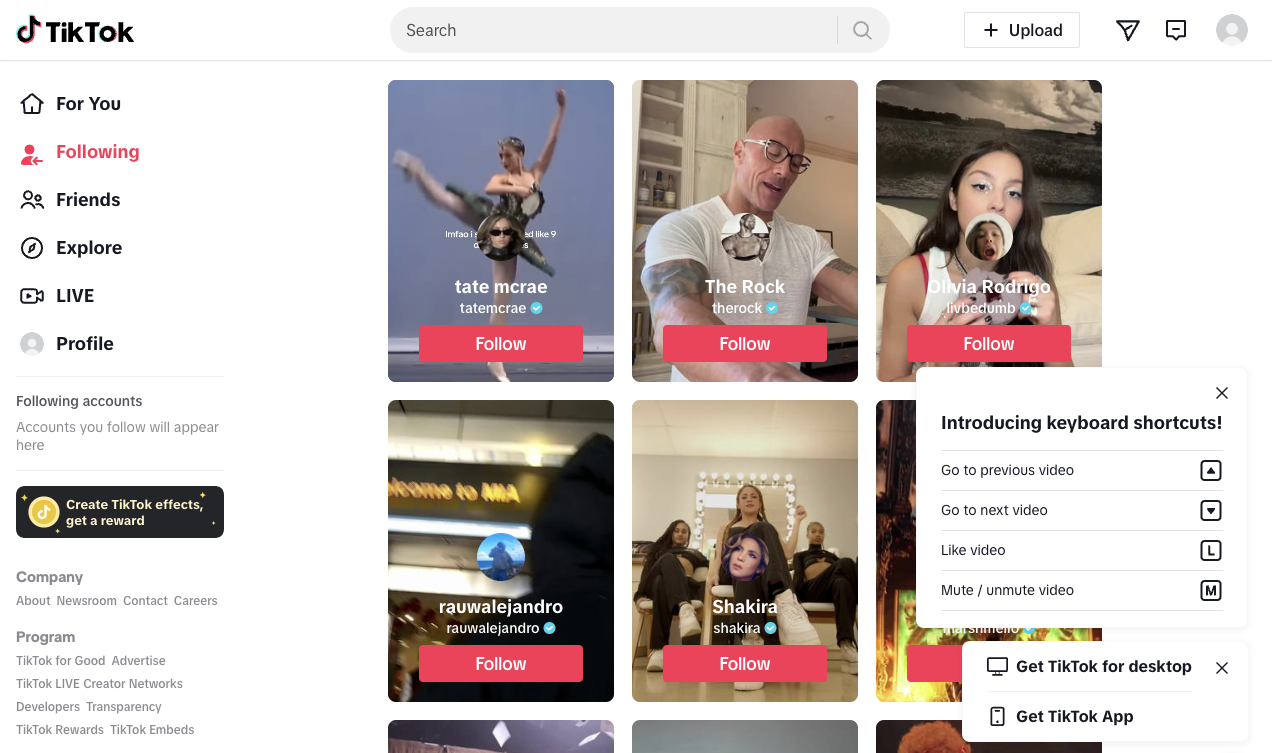 TikTok
Search
Upload
For You
Following
Friends
Explore
LIVE
Profile
Following accounts
Accounts you follow will appear
here
Create TikTok effects,
get a reward
Company
About Newsroom Contact Careers
Program
TikTok for Good Advertise
TikTok LIVE Creator Networks
Developers Transparency
TikTok Rewards TikTok Embeds
lmfao i
ed like 9
tate mcrae
tatemcrae
Follow
The Rock
therock
Follow
Olivia Rodrigo
livbedumb
Follow
lcome to MIA
rauwalejandro
rauwalejandro
Follow
Shakira
shakira
Follow
marshmello
Introducing keyboard shortcuts!
Go to previous video
Go to next video
Like video L
Mute / unmute video M
Get TikTok for desktop
Get TikTok App